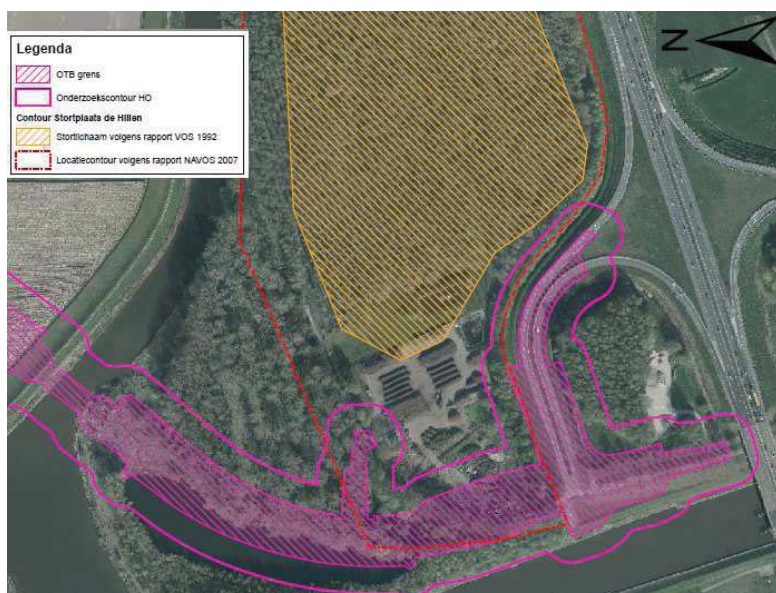 Legenda
OTB grens
Onderzoekscontour HO
Contour Stortplaats de Hillen
Stortlichaam volgens rapport VOS 1992
Locatiecontour volgens rapport NAVOS 2007
N